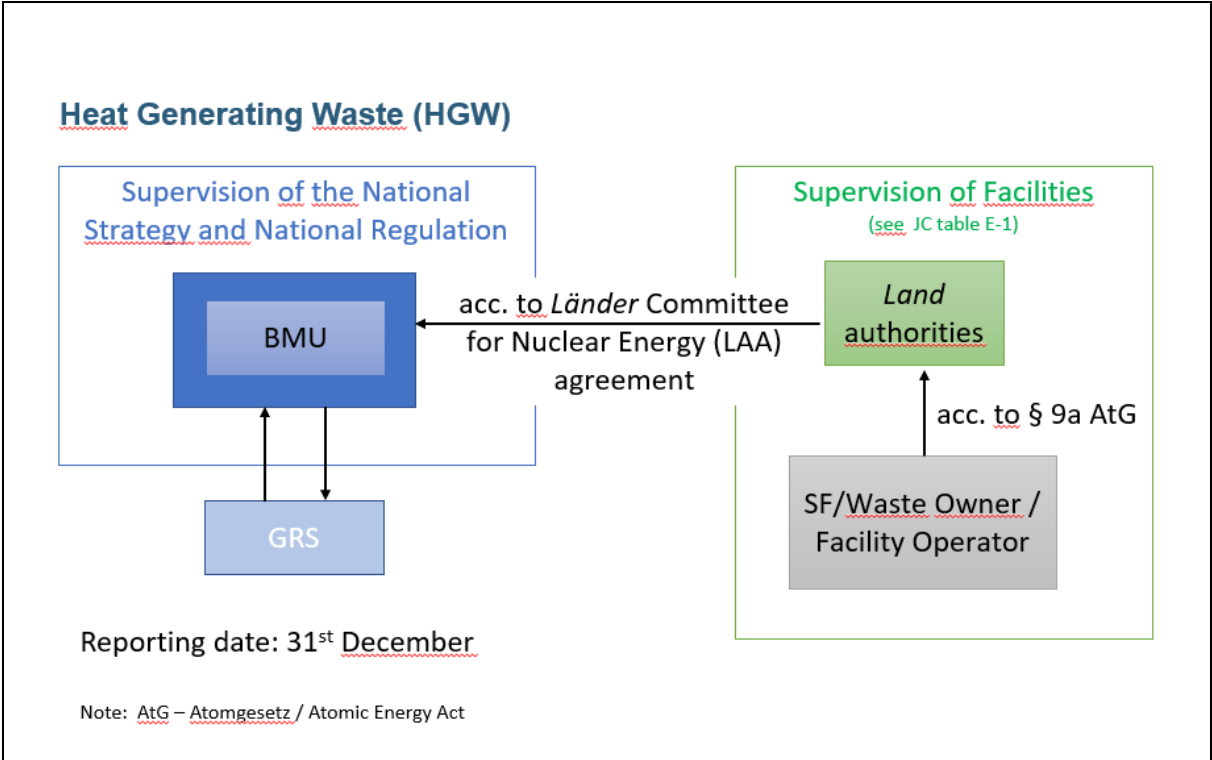 Heat Generating Waste (HGW)
Supervision of the National
Strategy and National Regulation
BMU
GRS
acc. to Länder Committee
for Nuclear Energy (LAA)
agreement
Supervision of Facilities
(see JC table E-1)
Land
authorities
acc. to § 9a AtG
SF/Waste Owner /
Facility Operator
Reporting date: 31st December
Note: AtG – Atomgesetz / Atomic Energy Act